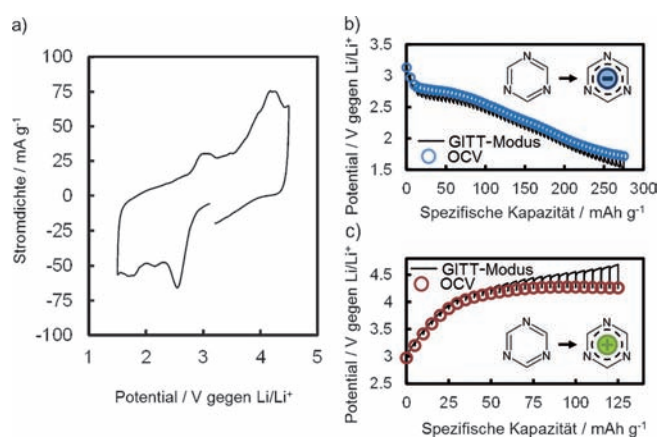 a)
Stromdichte / mA g⁻¹
100
75
50
25
0
-25
-50
-75
-100
1 2 3 4 5
Potential / V gegen Li/Li⁺
b)
Potential / V gegen Li/Li⁺
3.5
3
2.5
2
1.5
N N N N N N
GITT-Modus
OCV
0 50 100 150 200 250 300
Spezifische Kapazität / mAh g⁻¹
c)
Potential / V gegen Li/Li⁺
4.5
4
3.5
3
2.5
GITT-Modus
OCV
N N N N N N
0 25 50 75 100 125
Spezifische Kapazität / mAh g⁻¹